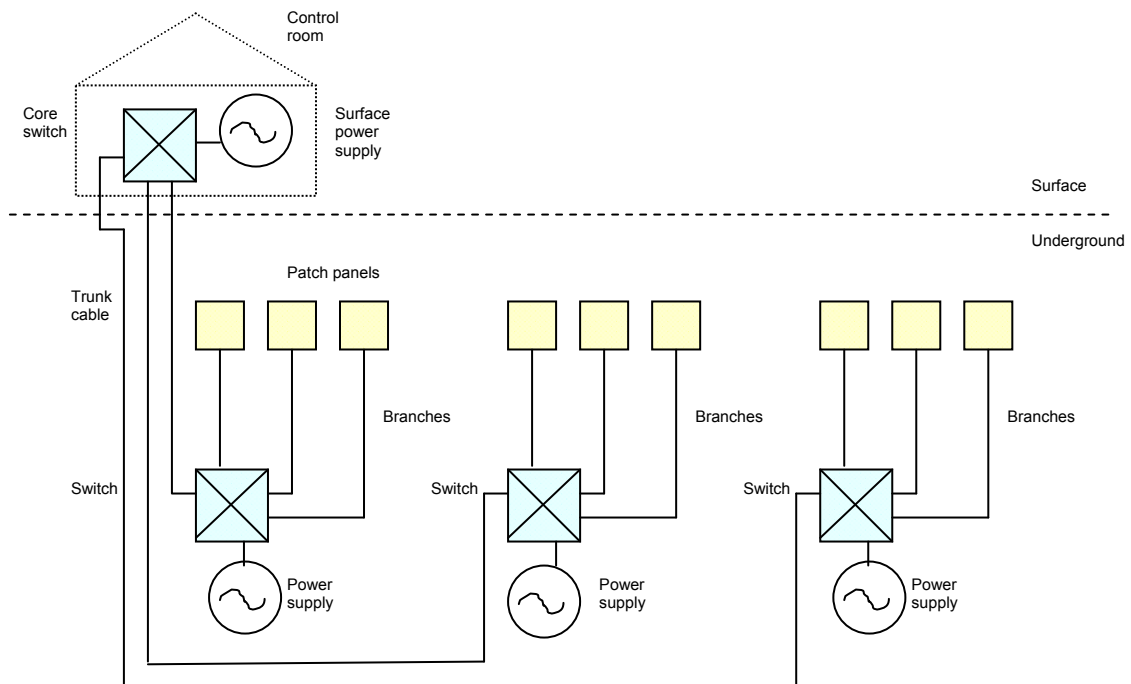 Control
room
Core
switch
Surface
power
supply
Surface
Underground
Patch panels
Trunk
cable
Branches
Branches
Branches
Switch
Switch
Switch
Power
supply
Power
supply
Power
supply